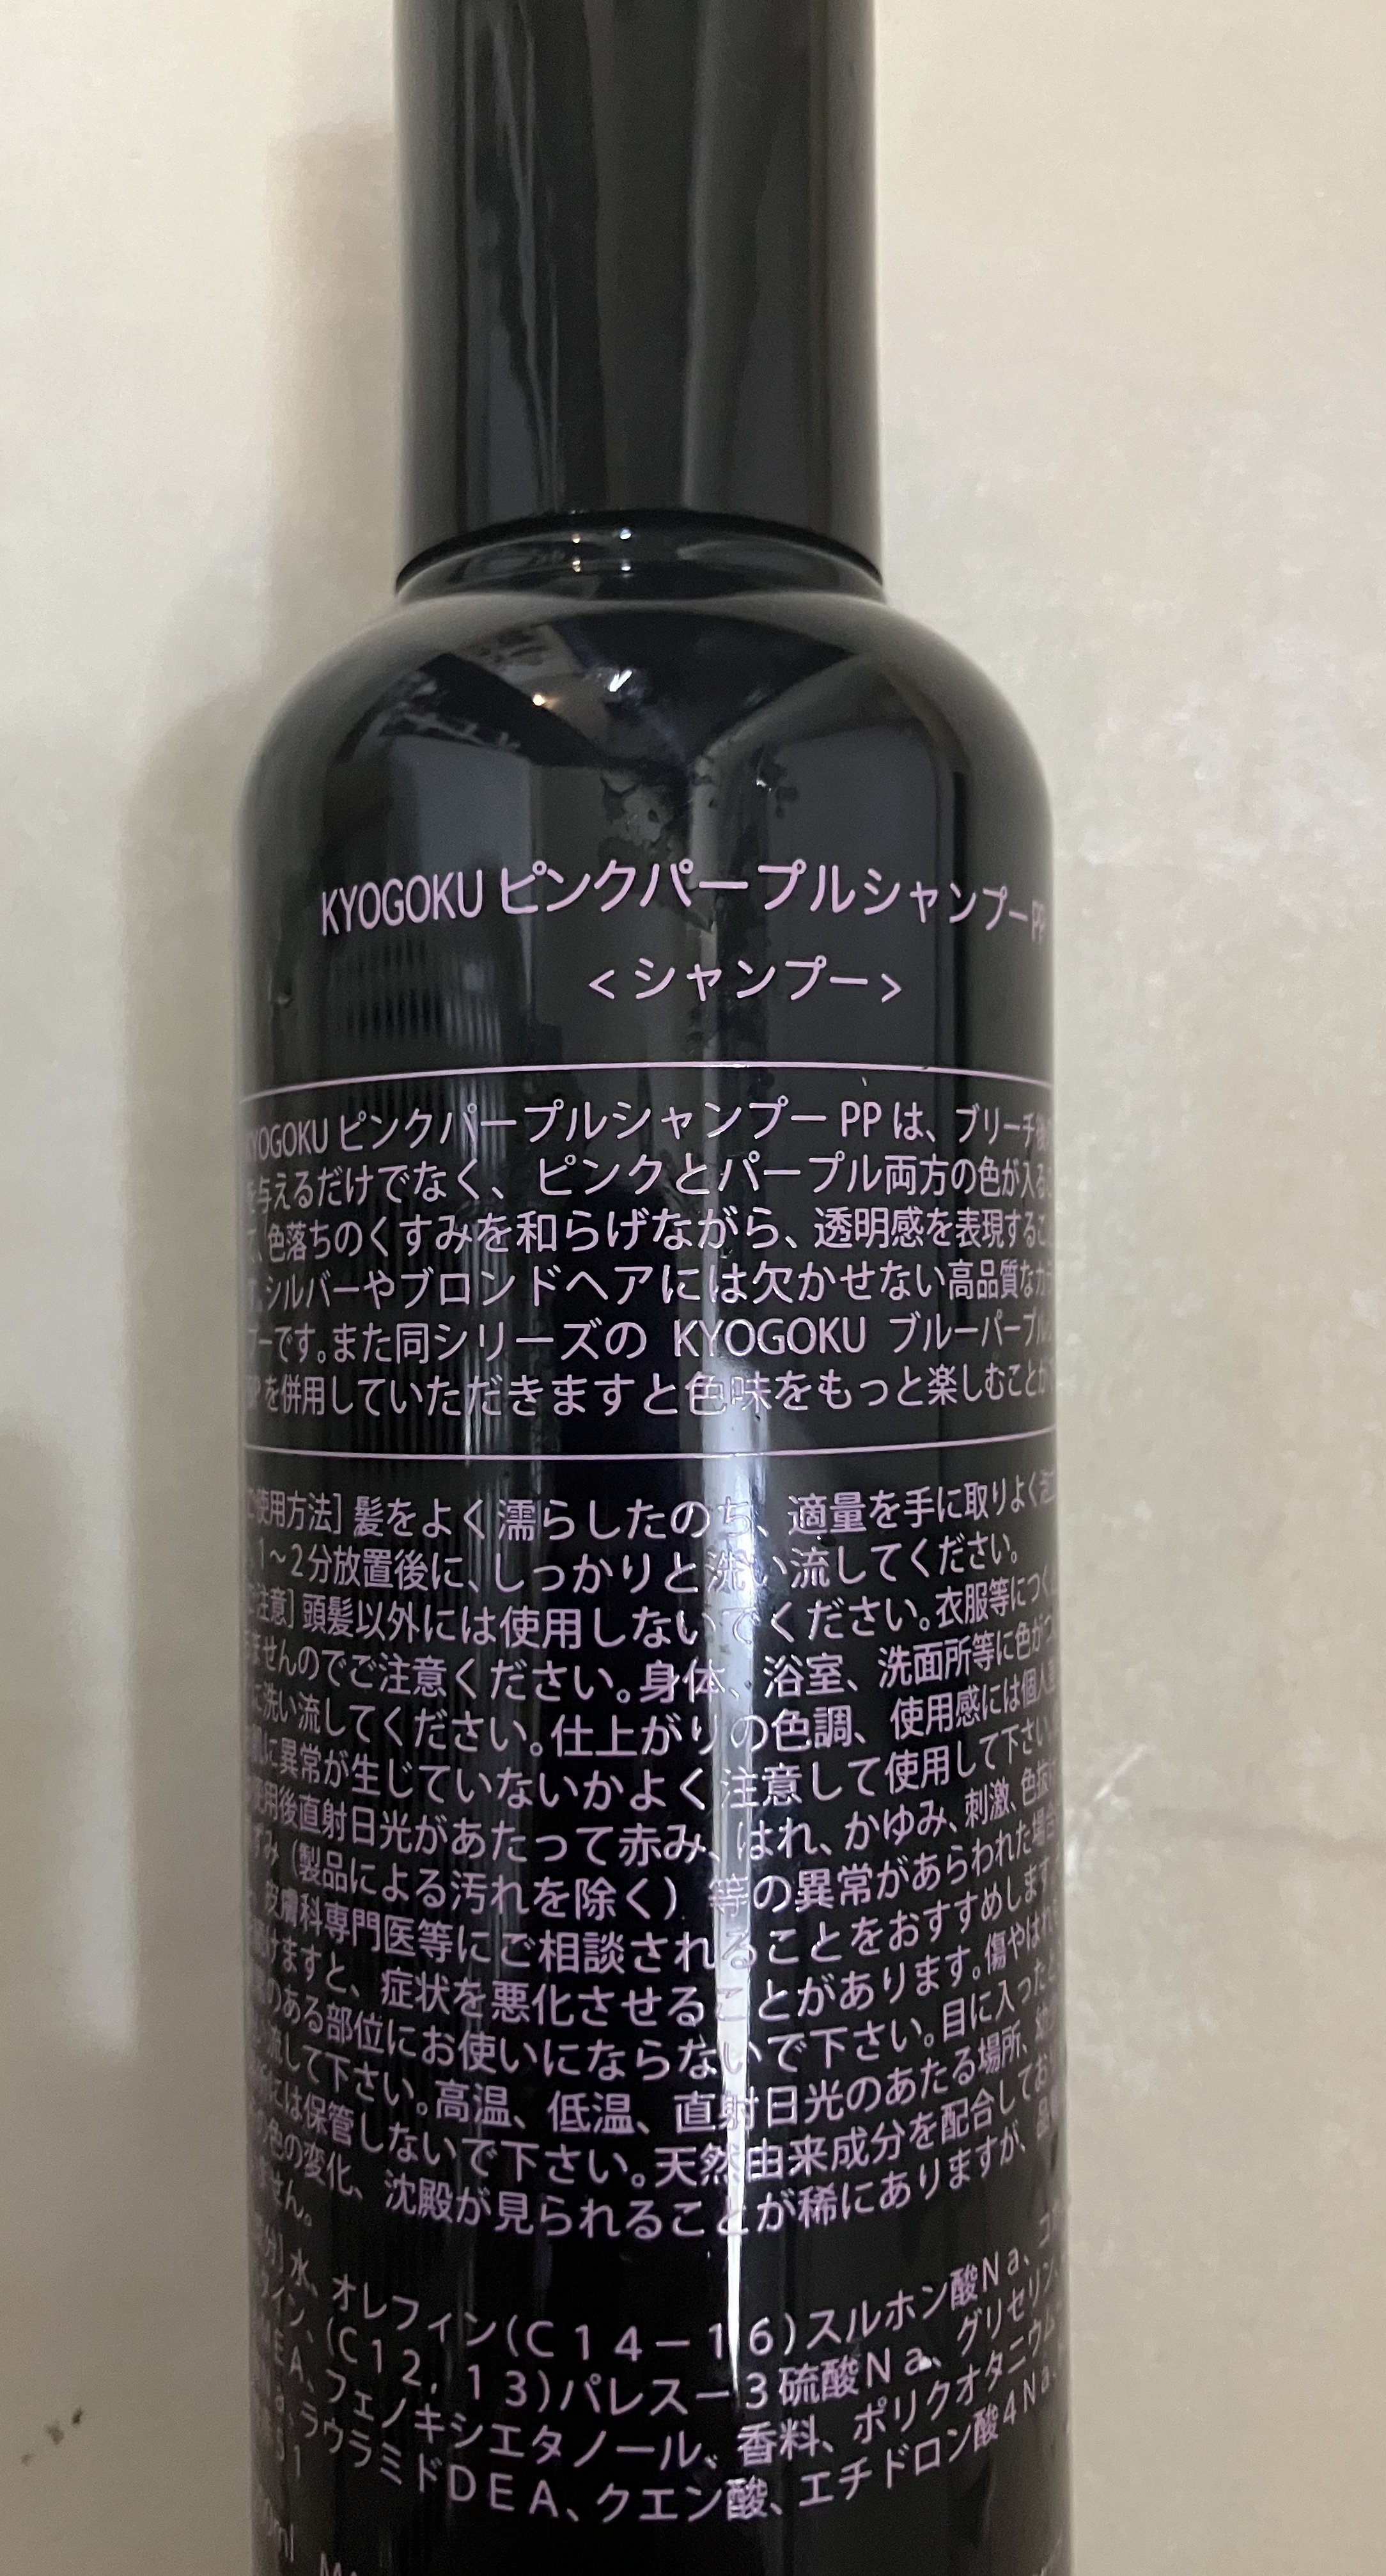 KYOGOKU ピンクパープルシャンプーPP
<シャンプー>
KYOGOKU ピンクパープルシャンプー PP は、ブリーチ後
を与えるだけでなく、ピンクとパープル両方の色が入るこ
て、色落ちのくすみを和らげながら、透明感を表現するこ
す。シルバーやブロンドヘアには欠かせない高品質なカ
プーです。また同シリーズの KYOGOKU ブルーパープル
BP を併用していただきますと色味をもっと楽しむことが
[ご使用方法] 髪をよく濡らしたのち、適量を手に取りよく泡
1～2分放置後に、しっかりと洗い流してください。
[ご注意] 頭髪以外には使用しないでください。衣服等につく
ませんのでご注意ください。身体、浴室、洗面所等に色がつ
に洗い流してください。仕上がりの色調、使用感には個人
お肌に異常が生じていないかよく注意して使用して下さい。
使用後直射日光があたって赤み、はれ、かゆみ、刺激、色抜け
ずみ（製品による汚れを除く）等の異常があらわれた場合
皮膚科専門医等にご相談されることをおすすめします。
続けますと、症状を悪化させることがあります。傷やはれ
のある部位にお使いにならないで下さい。目に入ったと
流して下さい。高温、低温、直射日光のあたる場所、幼
には保管しないで下さい。天然由来成分を配合してお
の色の変化、沈殿が見られることが稀にありますが、品
ません。
水、オレフィン(C14－16)スルホン酸Na、コ
(C12,13)パレス－3硫酸Na、グリセリン、
フェノキシエタノール、香料、ポリクオタニウム
ラウラミドDEA、クエン酸、エチドロン酸4Na、
51
ml